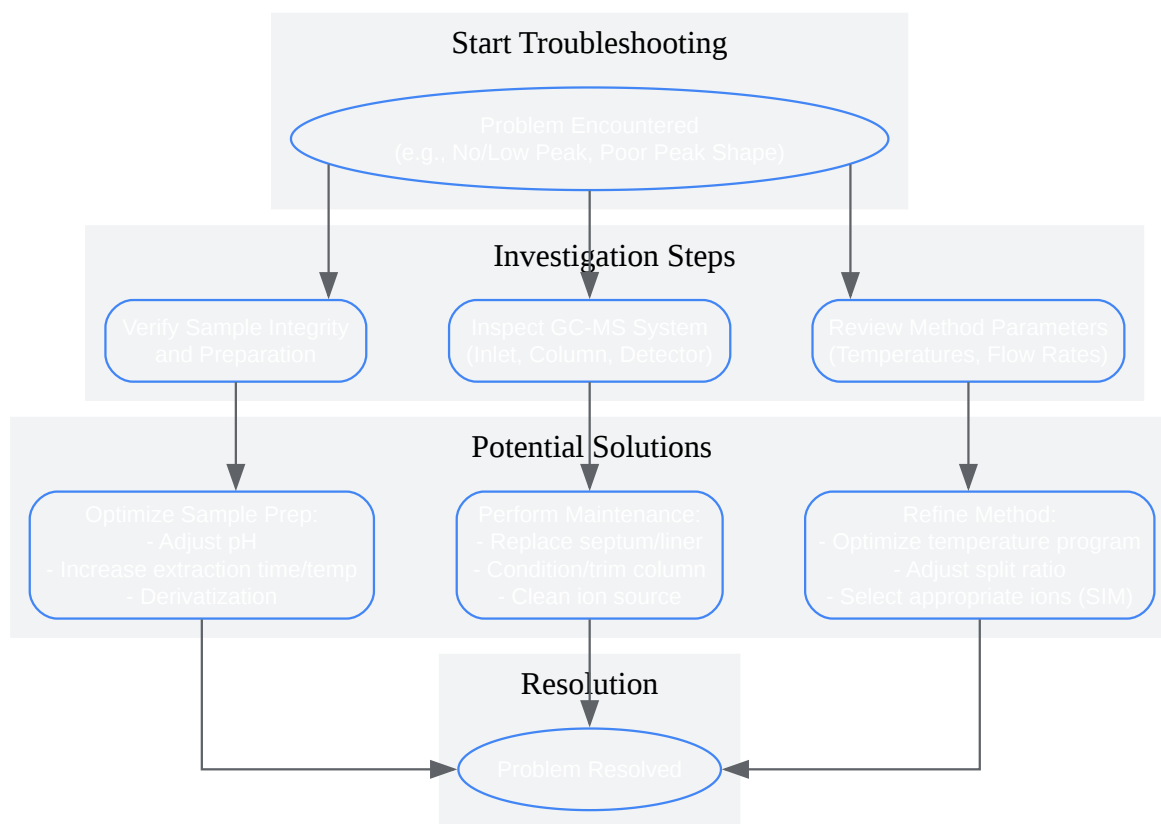 Start Troubleshooting
Problem Encountered
(e.g., No/Low Peak, Poor Peak Shape)
Investigation Steps
Verify Sample Integrity
and Preparation
Inspect GC-MS System
(Inlet, Column, Detector)
Review Method Parameters
(Temperatures, Flow Rates)
Potential Solutions
Optimize Sample Prep:
- Adjust pH
- Increase extraction time/temp
- Derivatization
Perform Maintenance:
- Replace septum/liner
- Condition/trim column
- Clean ion source
Refine Method:
- Optimize temperature program
- Adjust split ratio
- Select appropriate ions (SIM)
Resolution
Problem Resolved